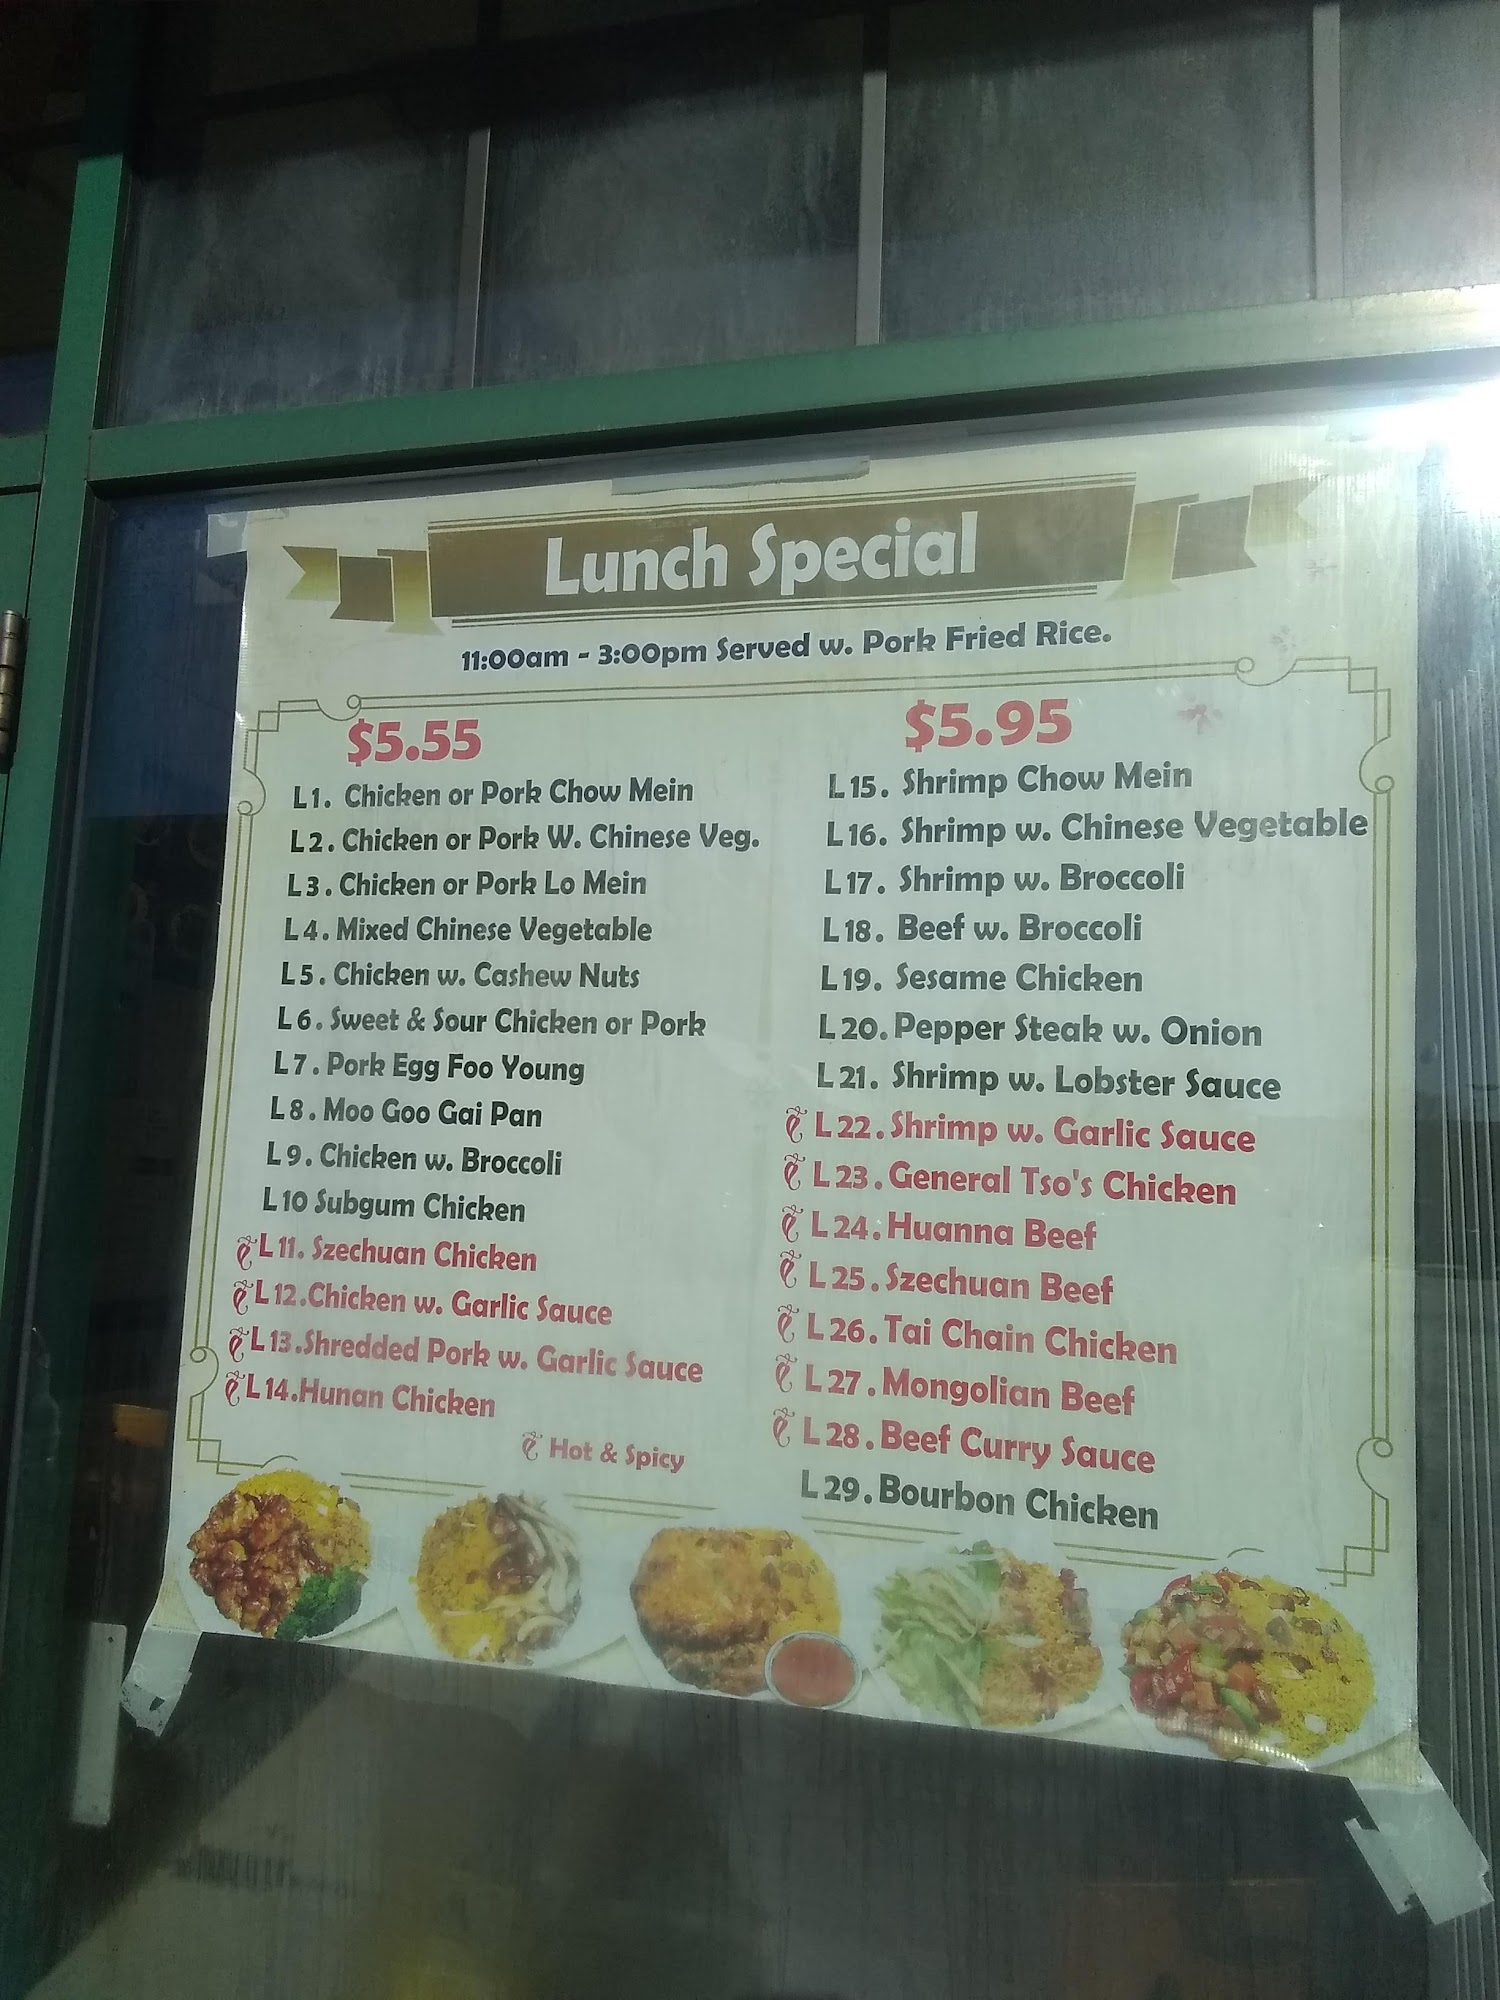 Lunch Special
11:00am - 3:00pm Served w. Pork Fried Rice.
$5.55
L1. Chicken or Pork Chow Mein
L2. Chicken or Pork W. Chinese Veg.
L3. Chicken or Pork Lo Mein
L4. Mixed Chinese Vegetable
L5. Chicken w. Cashew Nuts
L6. Sweet & Sour Chicken or Pork
L7. Pork Egg Foo Young
L8. Moo Goo Gai Pan
L9. Chicken w. Broccoli
L10 Subgum Chicken
L11. Szechuan Chicken
L12. Chicken w. Garlic Sauce
L13. Shredded Pork w. Garlic Sauce
L14. Hunan Chicken
Hot & Spicy
$5.95
L15. Shrimp Chow Mein
L16. Shrimp w. Chinese Vegetable
L17. Shrimp w. Broccoli
L18. Beef w. Broccoli
L19. Sesame Chicken
L20. Pepper Steak w. Onion
L21. Shrimp w. Lobster Sauce
L22. Shrimp w. Garlic Sauce
L23. General Tso's Chicken
L24. Huanna Beef
L25. Szechuan Beef
L26. Tai Chain Chicken
L27. Mongolian Beef
L28. Beef Curry Sauce
L29. Bourbon Chicken